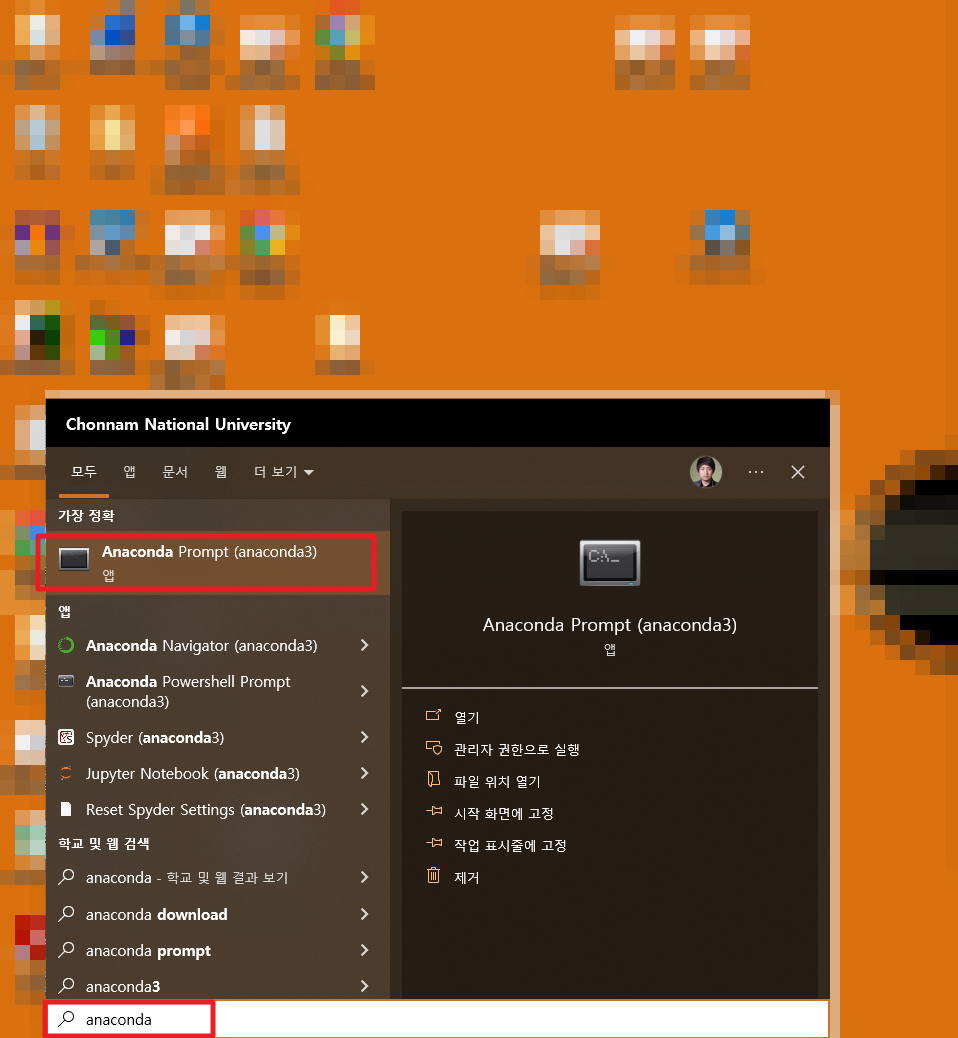 Chonnam National University
모두 앱 문서 웹 더 보기
가장 정확
Anaconda Prompt (anaconda3)
앱
앱
Anaconda Navigator (anaconda3)
Anaconda Powershell Prompt
(anaconda3)
Spyder (anaconda3)
Jupyter Notebook (anaconda3)
Reset Spyder Settings (anaconda3)
학교 및 웹 검색
anaconda - 학교 및 웹 결과 보기
anaconda download
anaconda prompt
anaconda3
anaconda
C:\_
Anaconda Prompt (anaconda3)
앱
열기
관리자 권한으로 실행
파일 위치 열기
시작 화면에 고정
작업 표시줄에 고정
제거